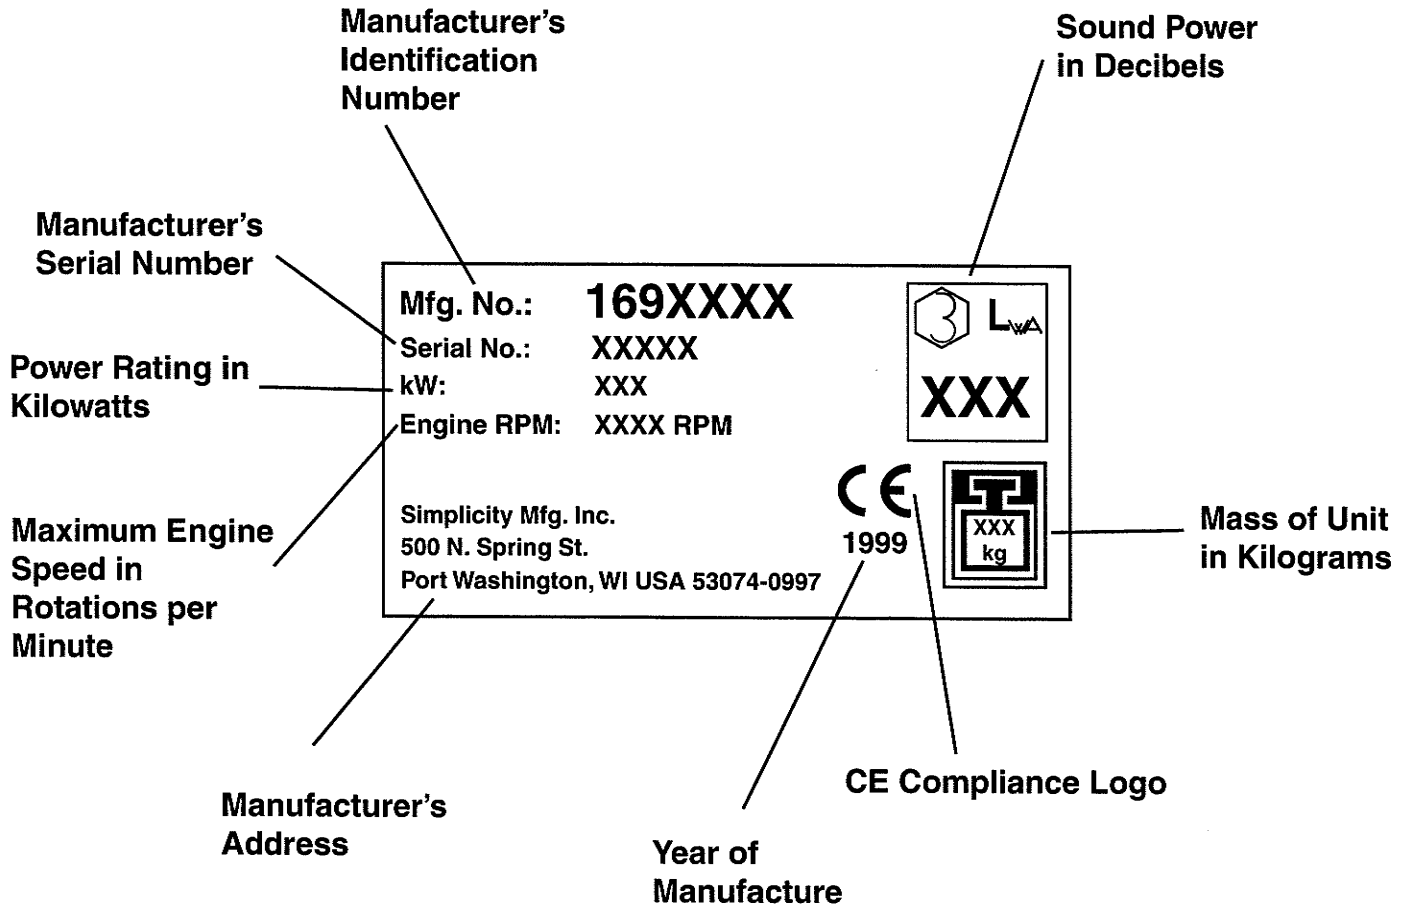 Manufacturer's
Identification
Number
Sound Power
in Decibels
Manufacturer's
Serial Number
Power Rating in
Kilowatts
Maximum Engine
Speed in
Rotations per
Minute
Mfg. No.: 169XXXX
Serial No.: XXXXX
kW: XXX
Engine RPM: XXXX RPM
Simplicity Mfg. Inc.
500 N. Spring St.
Port Washington, WI USA 53074-0997
3 LWA
XXX
CE
1999
XXX
kg
Mass of Unit
in Kilograms
Manufacturer's
Address
Year of
Manufacture
CE Compliance Logo